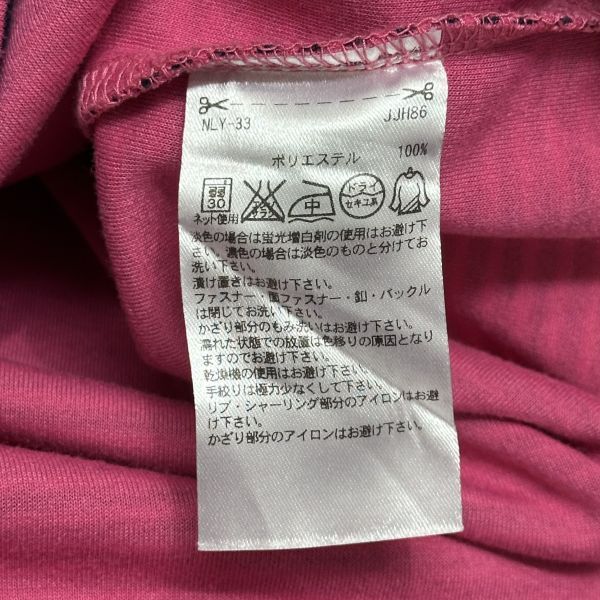 NLY-33 JJH86
ポリエステル 100%
30 エンソサラシ 中 ドライ セキユ系
ネット使用
淡色の場合は蛍光増白剤の使用はお避け下
さい。濃色の場合は淡色のものと分けてお
洗い下さい。
漬け置きはお避け下さい。
ファスナー・面ファスナー・釦・バックル
は閉じてお洗い下さい。
かざり部分のもみ洗いはお避け下さい。
濡れた状態での放置は色移りの原因となり
ますのでお避け下さい。
乾燥機の使用はお避け下さい。
手絞りは極力少なくして下さい。
リブ・シャーリング部分のアイロンはお避
け下さい。
かざり部分のアイロンはお避け下さい。